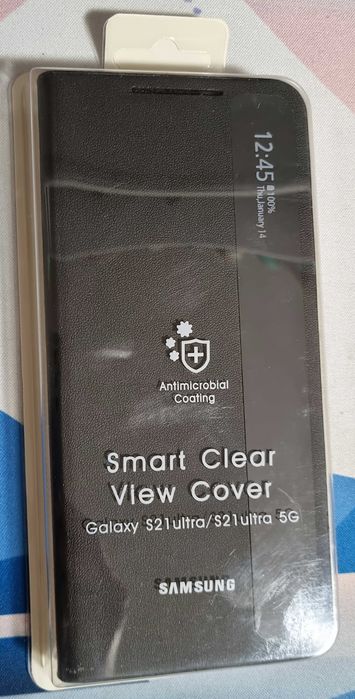 12:45
100%
Thu,January 14
Antimicrobial
Coating
Smart Clear
View Cover
Galaxy S21ultra/S21ultra 5G
SAMSUNG